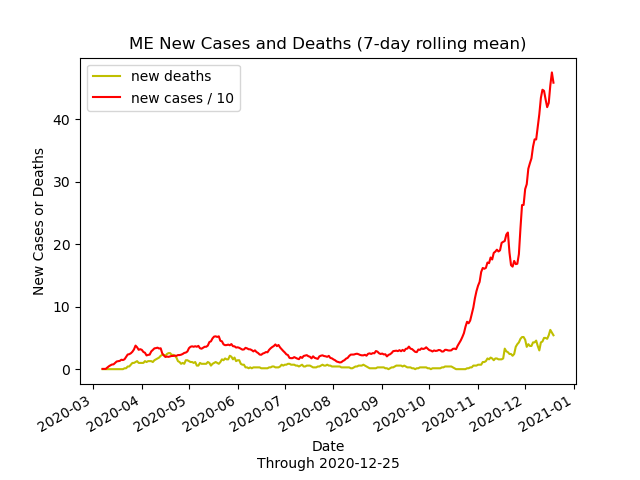 ME New Cases and Deaths (7-day rolling mean)
new deaths
new cases / 10
New Cases or Deaths
40
30
20
10
0
2020-03
2020-04
2020-05
2020-06
2020-07
2020-08
2020-09
2020-10
2020-11
2020-12
2021-01
Date
Through 2020-12-25